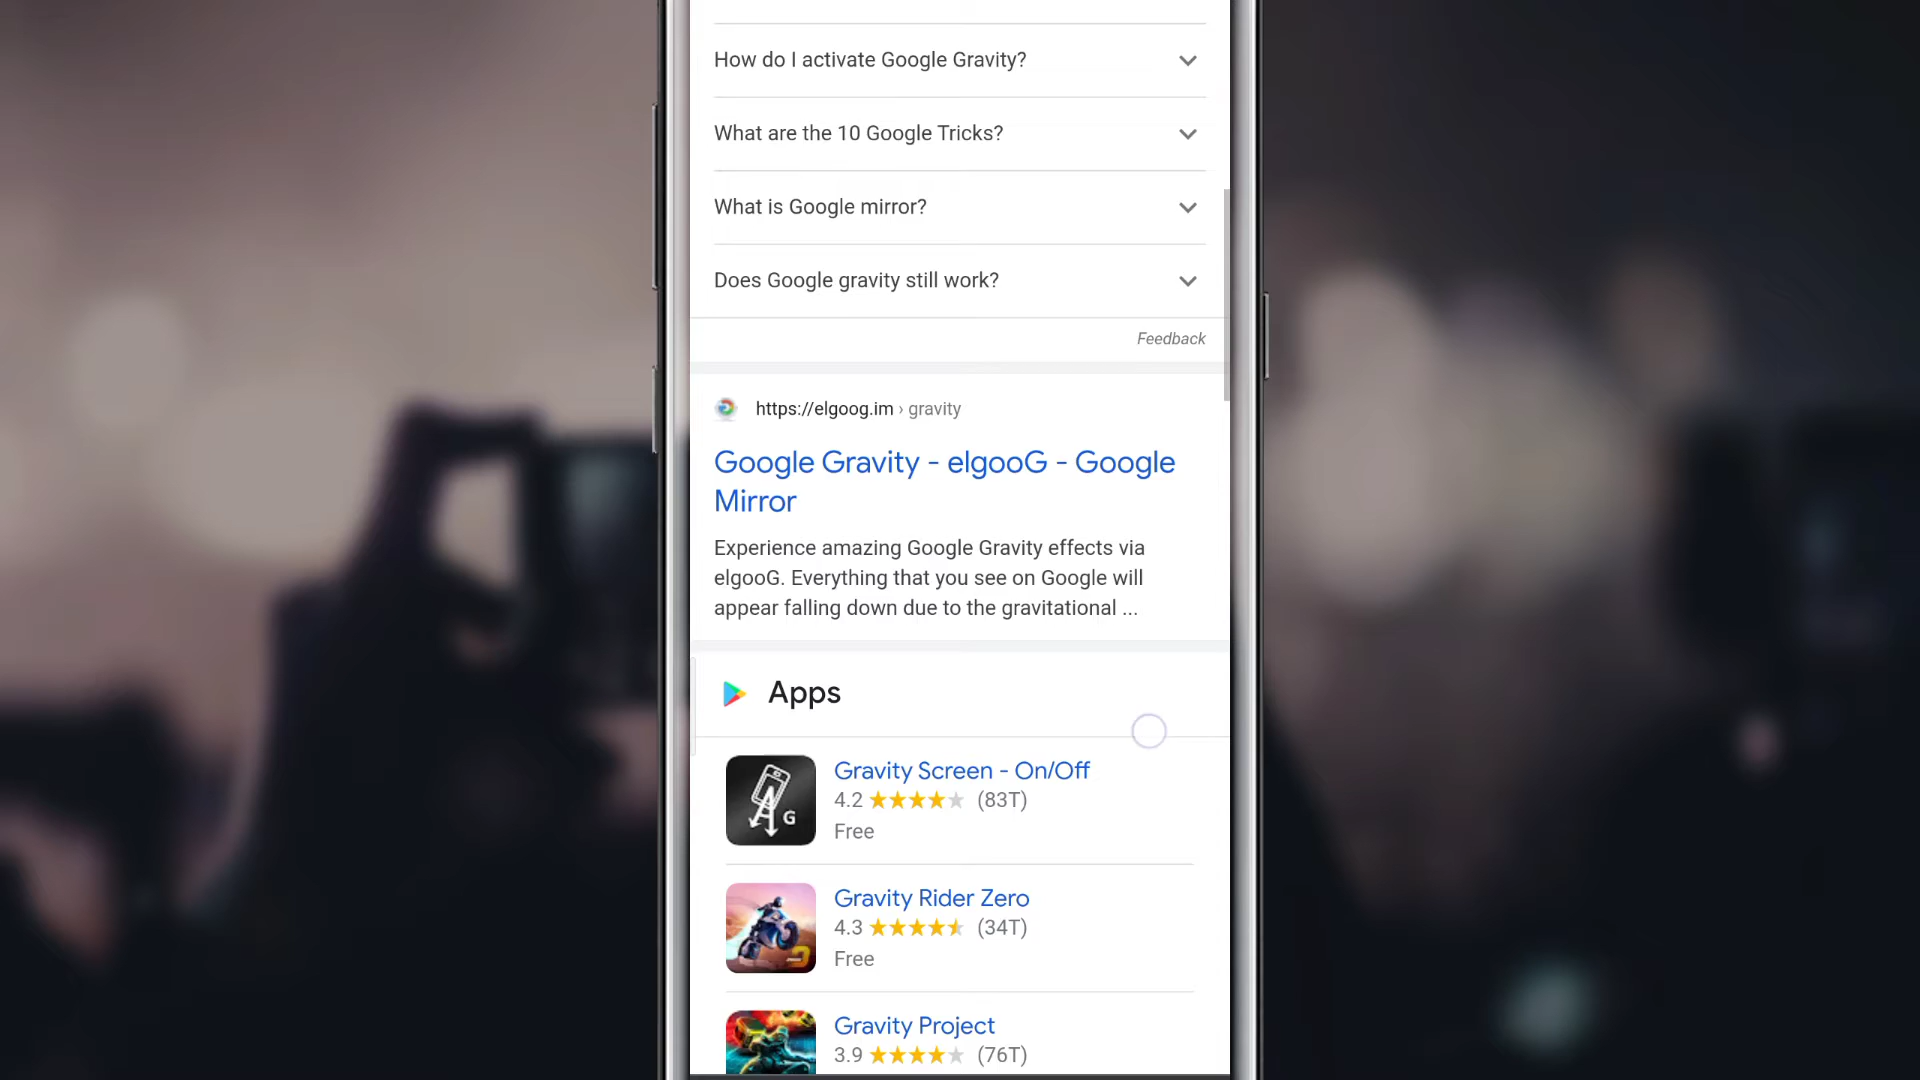 How do I activate Google Gravity?
What are the 10 Google Tricks?
What is Google mirror?
Does Google gravity still work?
Feedback
https://elgoog.im › gravity
Google Gravity - elgooG - Google
Mirror
Experience amazing Google Gravity effects via
elgooG. Everything that you see on Google will
appear falling down due to the gravitational ...
Apps
Gravity Screen - On/Off
4.2 (83T)
Free
Gravity Rider Zero
4.3 (34T)
Free
Gravity Project
3.9 (76T)